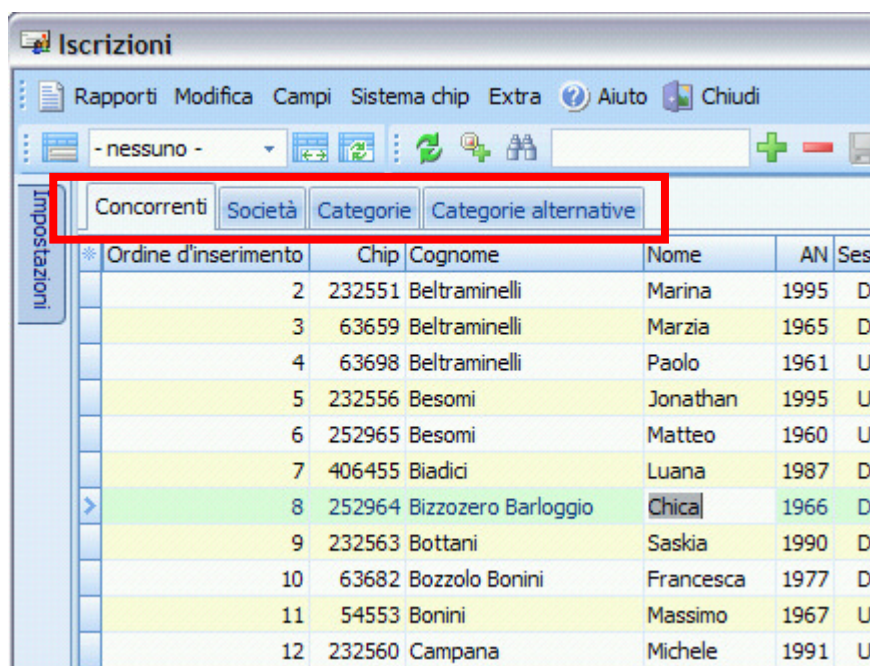 Iscrizioni
Rapporti Modifica Campi Sistema chip Extra Aiuto Chiudi
- nessuno -
Impostazioni
Concorrenti Società Categorie Categorie alternative
Ordine d'inserimento Chip Cognome Nome AN Ses
2 232551 Beltraminelli Marina 1995 D
3 63659 Beltraminelli Marzia 1965 D
4 63698 Beltraminelli Paolo 1961 U
5 232556 Besomi Jonathan 1995 U
6 252965 Besomi Matteo 1960 U
7 406455 Biadici Luana 1987 D
8 252964 Bizzozero Barloggio Chica 1966 D
9 232563 Bottani Saskia 1990 D
10 63682 Bozzolo Bonini Francesca 1977 D
11 54553 Bonini Massimo 1967 U
12 232560 Campana Michele 1991 U